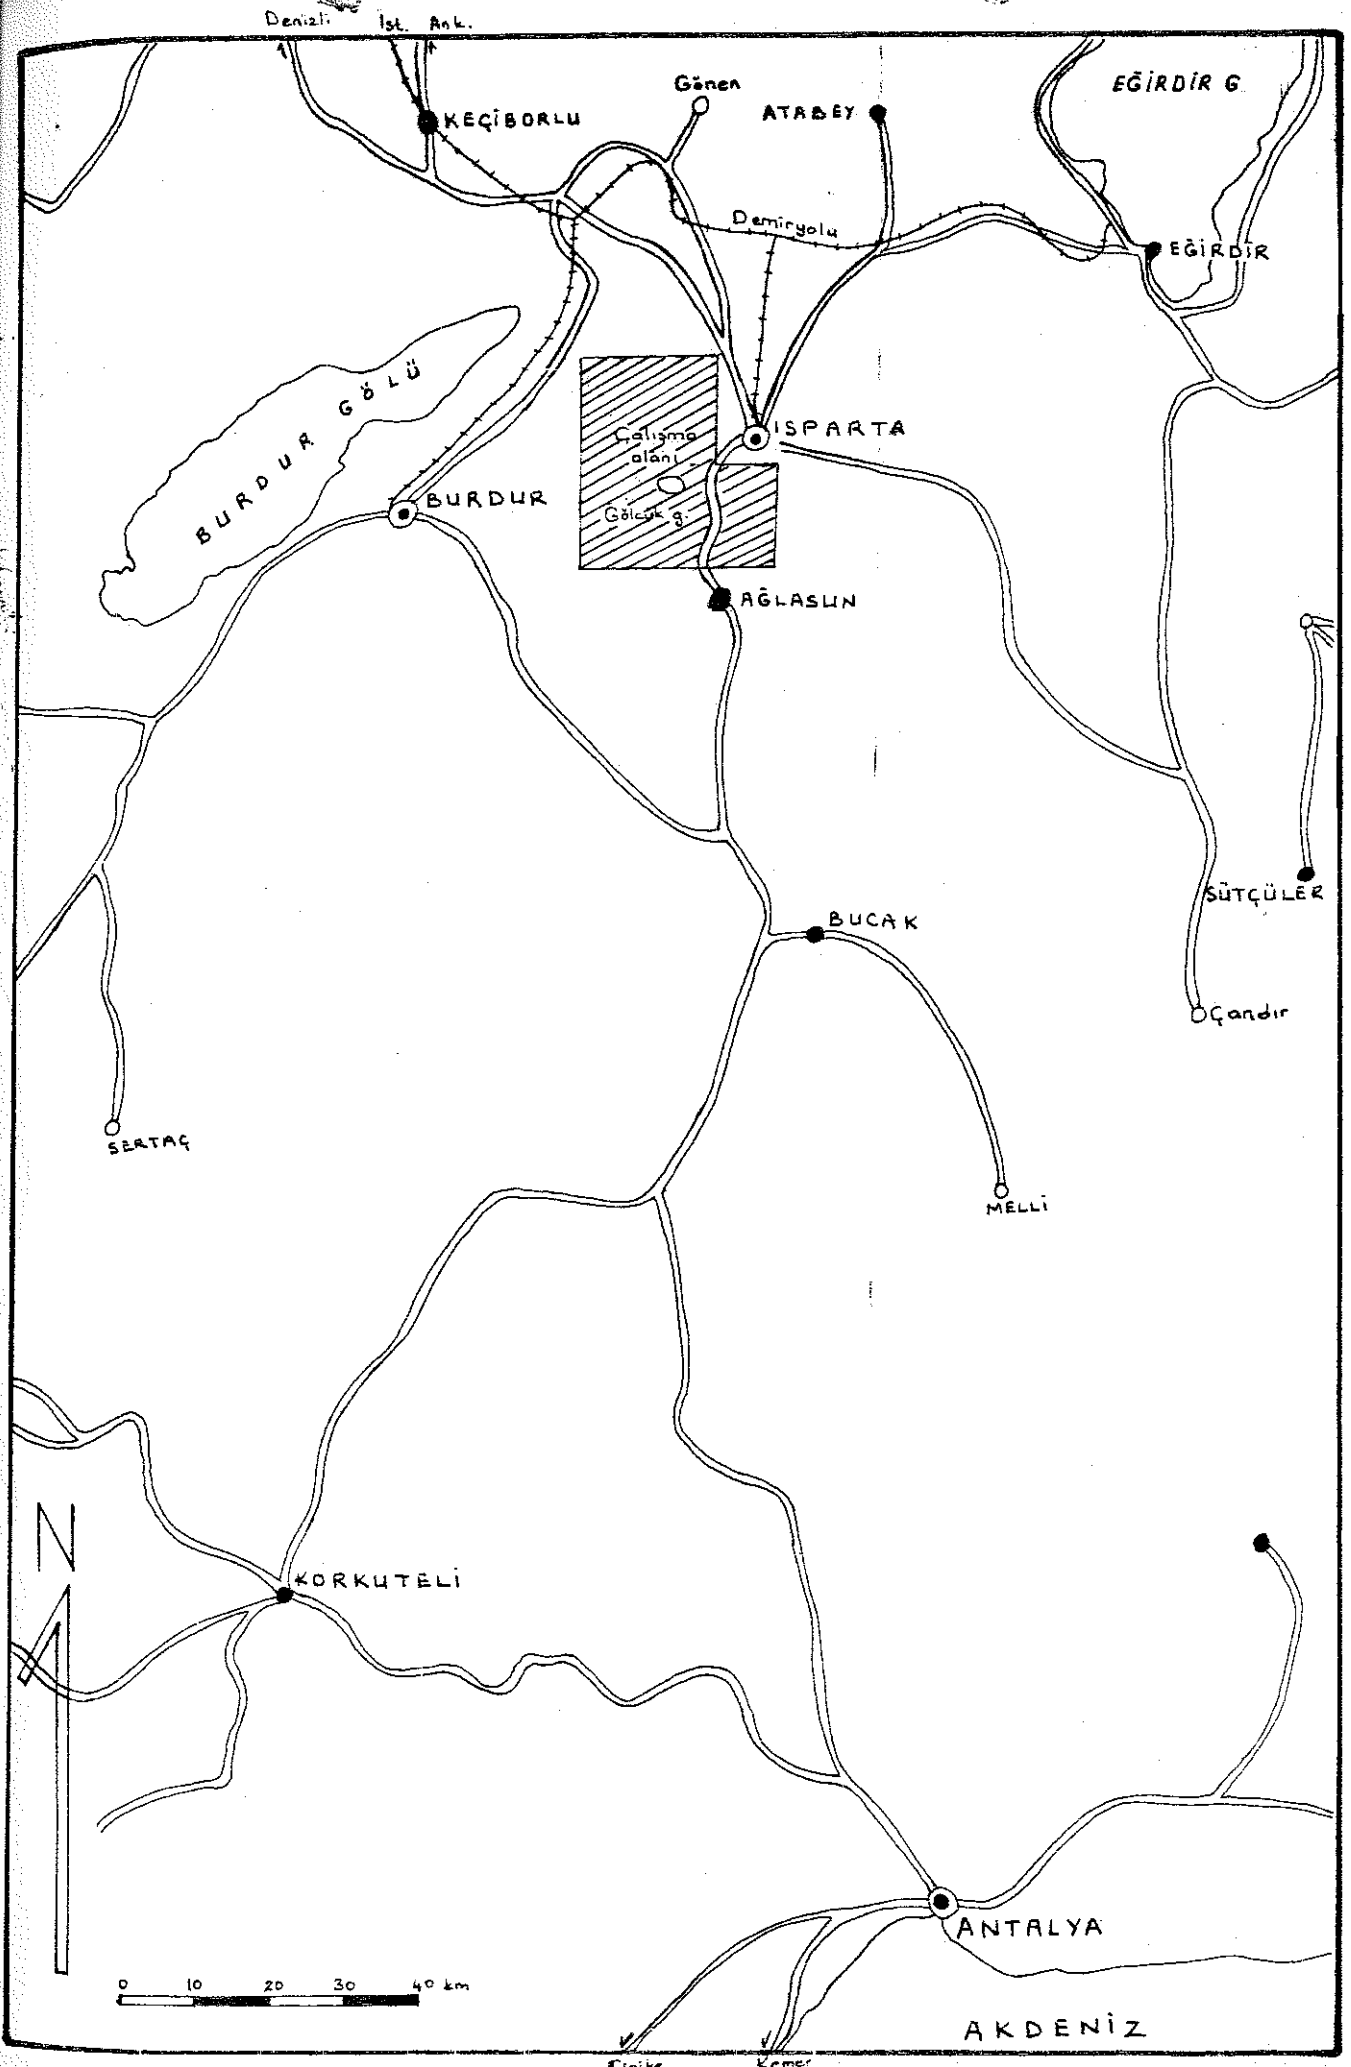 Denizli
İst. Ank.
Gönen
ATABEY
EĞİRDİR G
KEÇİBORLU
Demiryolu
EĞİRDİR
BURDUR GÖLÜ
ISPARTA
Çalışma
alanı
BURDUR
Gölcük g.
AĞLASUN
SÜTÇÜLER
BUCAK
Çandır
SERTAÇ
MELLİ
N
KORKUTELİ
ANTALYA
0 10 20 30 40 km
AKDENİZ
Finike
Kemer